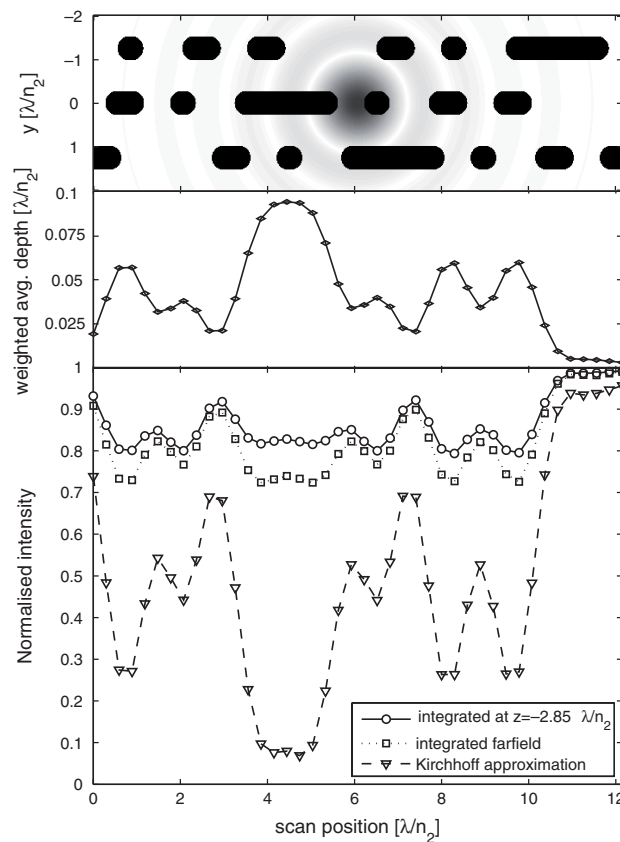 −2
−1
0
1
y [λ/n₂]
0.1
0.075
0.05
0.025
weighted avg. depth [λ/n₂]
1
0.9
0.8
0.7
0.6
0.5
0.4
0.3
0.2
0.1
0
Normalised intensity
integrated at z=−2.85 λ/n₂
integrated farfield
Kirchhoff approximation
0 2 4 6 8 10 12
scan position [λ/n₂]